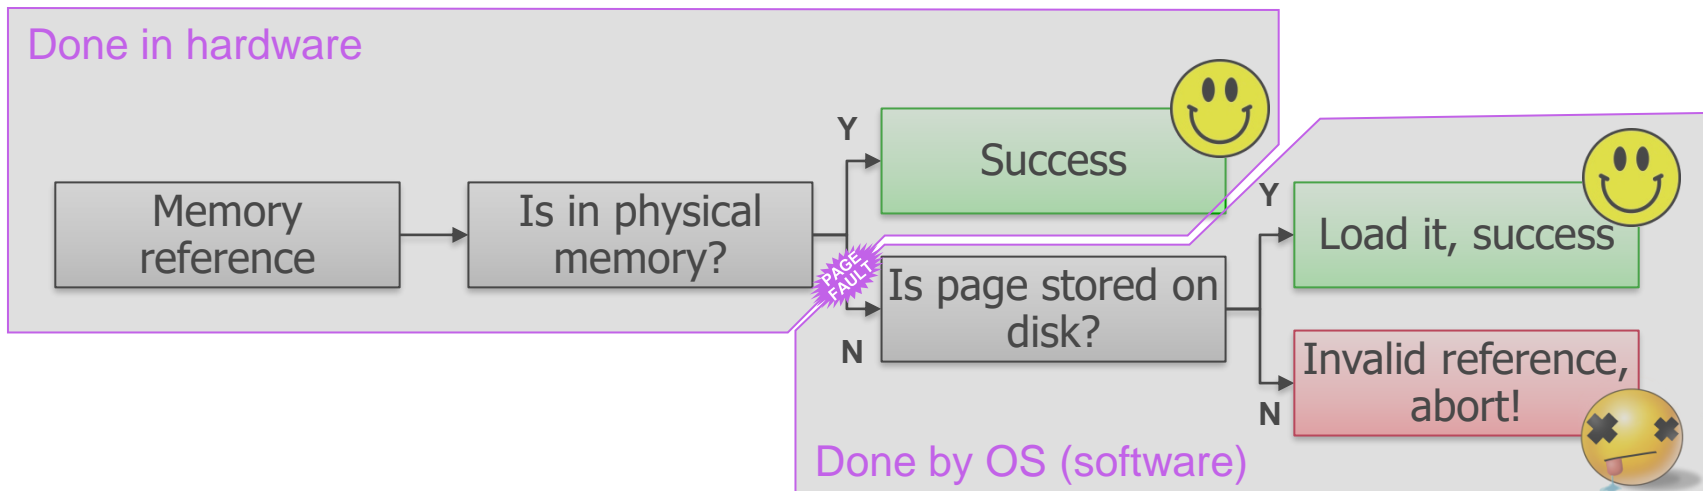 Done in hardware
Memory
reference
Is in physical
memory?
Y
Success
PAGE
FAULT
N
Is page stored on
disk?
Y
Load it, success
N
Invalid reference,
abort!
Done by OS (software)